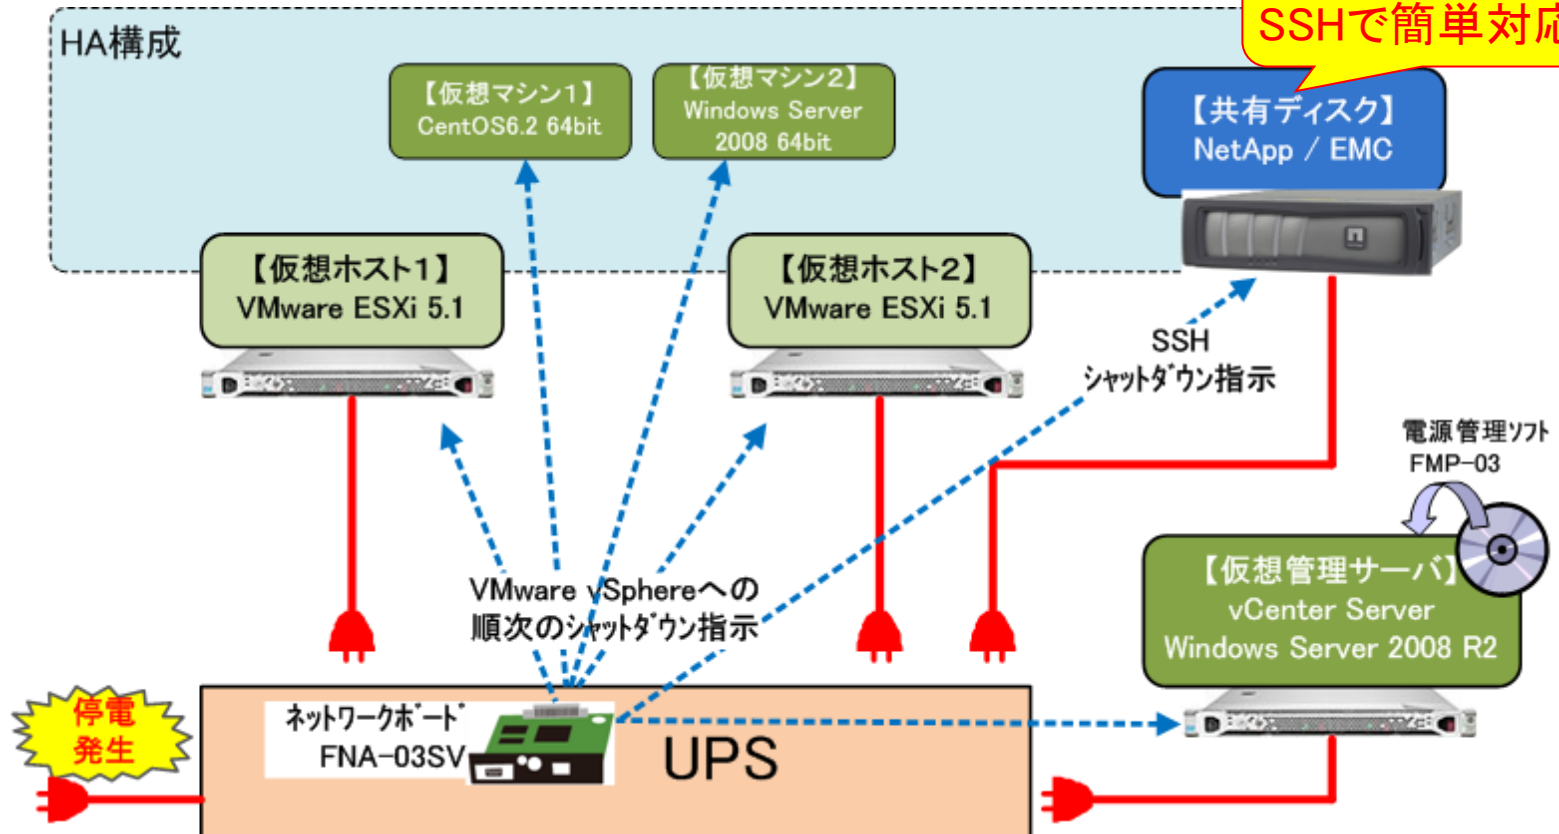 SSHで簡単対応
HA構成
【仮想マシン1】
CentOS6.2 64bit
【仮想マシン2】
Windows Server
2008 64bit
【共有ディスク】
NetApp / EMC
【仮想ホスト1】
VMware ESXi 5.1
【仮想ホスト2】
VMware ESXi 5.1
SSH
シャットダウン指示
電源管理ソフト
FMP-03
VMware vSphereへの
順次のシャットダウン指示
【仮想管理サーバ】
vCenter Server
Windows Server 2008 R2
停電
発生
ネットワークボード
FNA-03SV
UPS